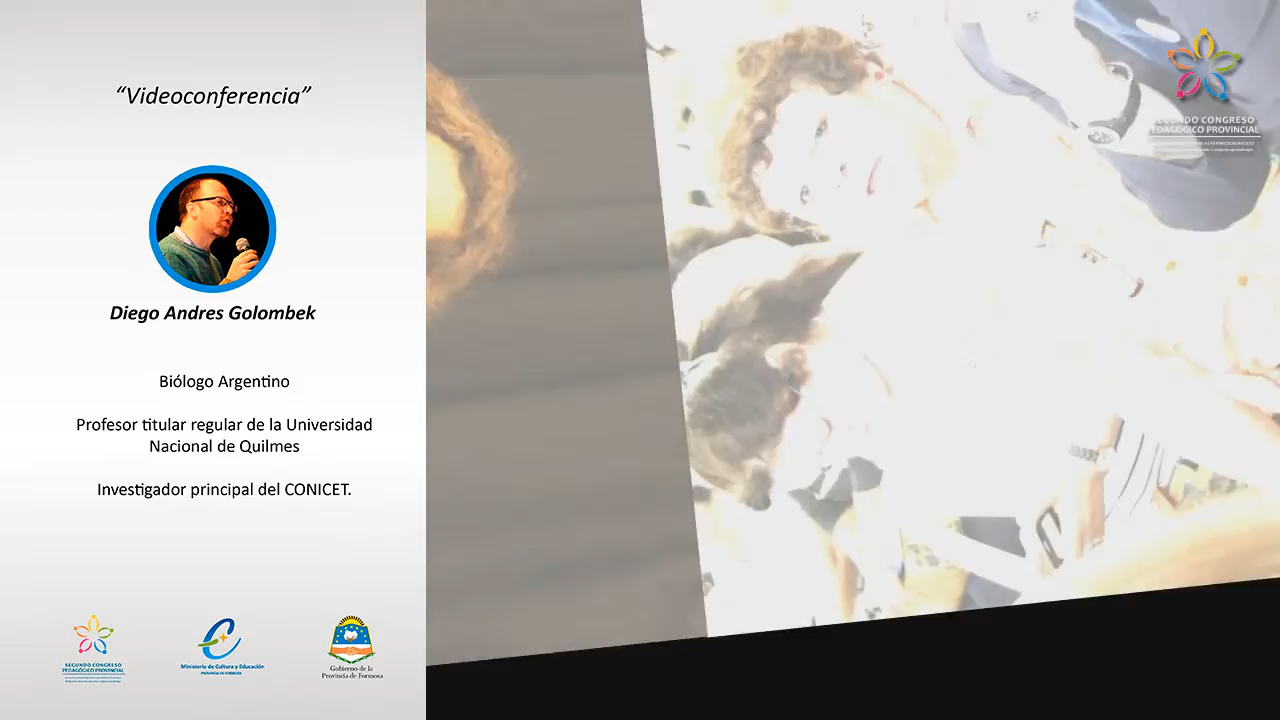 “Videoconferencia”
Diego Andres Golombek
Biólogo Argentino
Profesor titular regular de la Universidad
Nacional de Quilmes
Investigador principal del CONICET.
SEGUNDO CONGRESO
PEDAGÓGICO PROVINCIAL
Ministerio de Cultura y Educación
PROVINCIA DE FORMOSA
Gobierno de la
Provincia de Formosa
SEGUNDO CONGRESO
PEDAGÓGICO PROVINCIAL